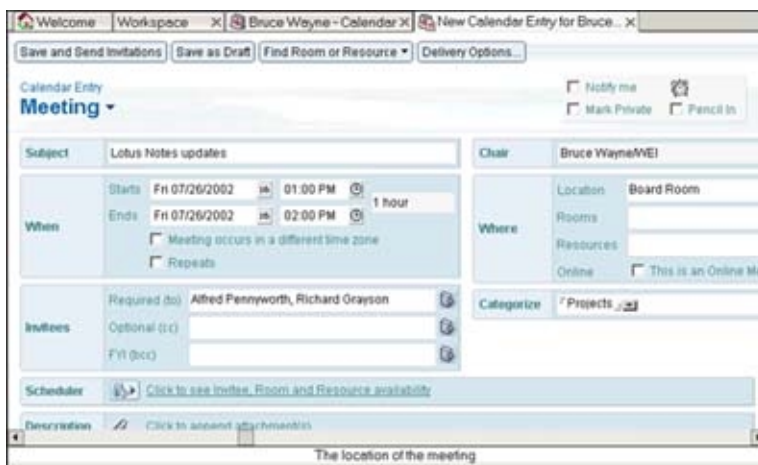 Welcome Workspace Bruce Wayne - Calendar New Calendar Entry for Bruce...
Save and Send Invitations Save as Draft Find Room or Resource Delivery Options...
Calendar Entry
Meeting
Notify me
Mark Private Pencil In
Subject Lotus Notes updates Chair Bruce Wayne/WEI
When Starts Fri 07/26/2002 16 01:00 PM
Ends Fri 07/26/2002 16 02:00 PM
1 hour
Meeting occurs in a different time zone
Repeats
Where Location Board Room
Rooms
Resources
Online This is an Online M
Invitees Required (to) Alfred Pennyworth, Richard Grayson
Optional (cc)
FYI (bcc)
Categorize Projects
Scheduler Click to see Invitee, Room and Resource availability
Description Click to append attachment(s)
The location of the meeting